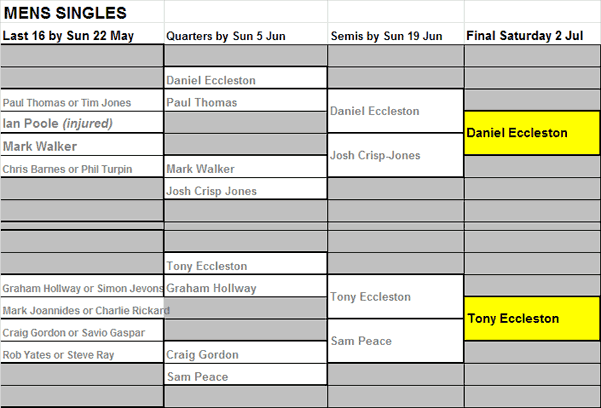 MENS SINGLES
Last 16 by Sun 22 May
Quarters by Sun 5 Jun
Semis by Sun 19 Jun
Final Saturday 2 Jul
Daniel Eccleston
Paul Thomas or Tim Jones
Paul Thomas
Daniel Eccleston
Ian Poole (injured)
Daniel Eccleston
Mark Walker
Josh Crisp-Jones
Chris Barnes or Phil Turpin
Mark Walker
Josh Crisp Jones
Tony Eccleston
Graham Hollway or Simon Jevons
Graham Hollway
Tony Eccleston
Mark Joannides or Charlie Rickard
Tony Eccleston
Craig Gordon or Savio Gaspar
Sam Peace
Rob Yates or Steve Ray
Craig Gordon
Sam Peace